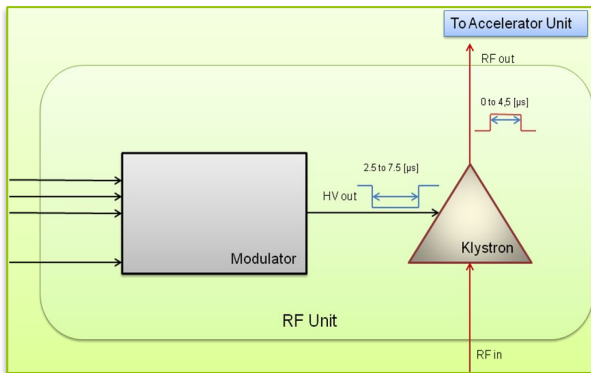 To Accelerator Unit
RF out
0 to 4,5 [µs]
2.5 to 7.5 [µs]
HV out
Modulator
Klystron
RF Unit
RF in